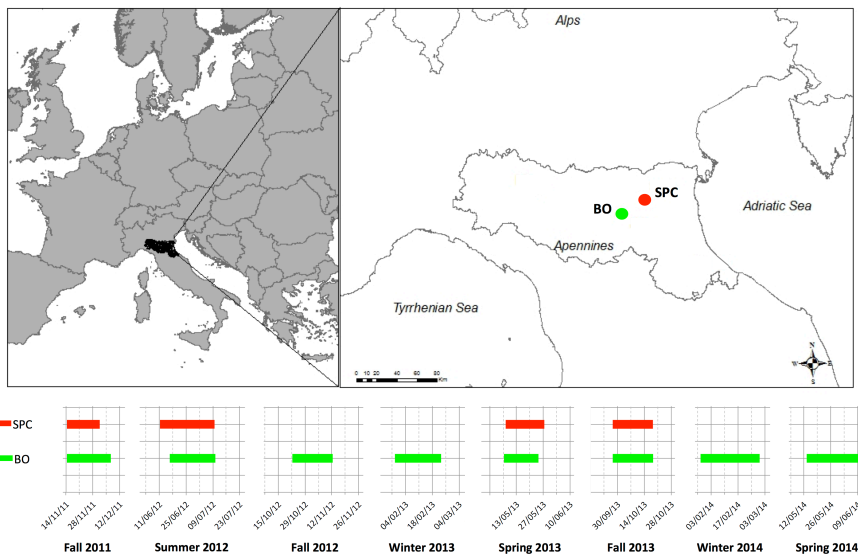 Alps
SPC
BO
Adriatic Sea
Apennines
Tyrrhenian Sea
N
W E
S
0 10 20 40 60 80
Km
SPC
BO
14/11/11 28/11/11 12/12/11
11/06/12 25/06/12 09/07/12 23/07/12
15/10/12 29/10/12 12/11/12 26/11/12
04/02/13 18/02/13 04/03/13
13/05/13 27/05/13 10/06/13
30/09/13 14/10/13 28/10/13
03/02/14 17/02/14 03/03/14
12/05/14 26/05/14 09/06/14
Fall 2011 Summer 2012 Fall 2012 Winter 2013 Spring 2013 Fall 2013 Winter 2014 Spring 2014